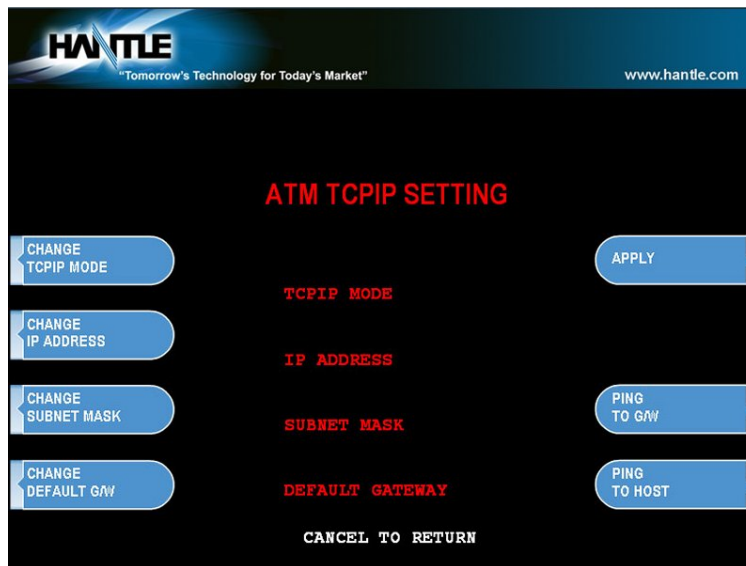 HANTLE
"Tomorrow's Technology for Today's Market"
www.hantle.com
ATM TCPIP SETTING
CHANGE
TCPIP MODE
APPLY
TCPIP MODE
CHANGE
IP ADDRESS
IP ADDRESS
CHANGE
SUBNET MASK
PING
TO G/W
SUBNET MASK
CHANGE
DEFAULT G/W
PING
TO HOST
DEFAULT GATEWAY
CANCEL TO RETURN